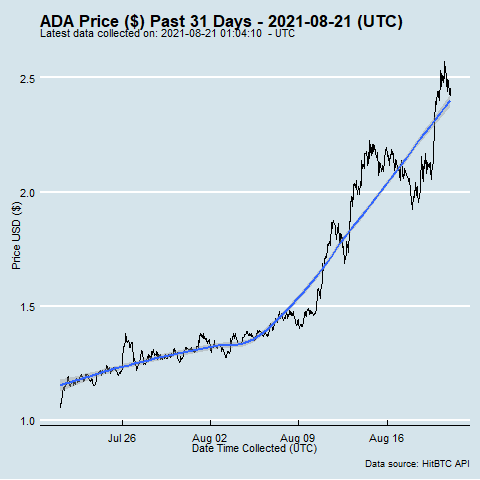 ADA Price ($) Past 31 Days - 2021-08-21 (UTC)
Latest data collected on: 2021-08-21 01:04:10 - UTC
Price USD ($)
2.5
2.0
1.5
1.0
Jul 26 Aug 02 Aug 09 Aug 16
Date Time Collected (UTC)
Data source: HitBTC API